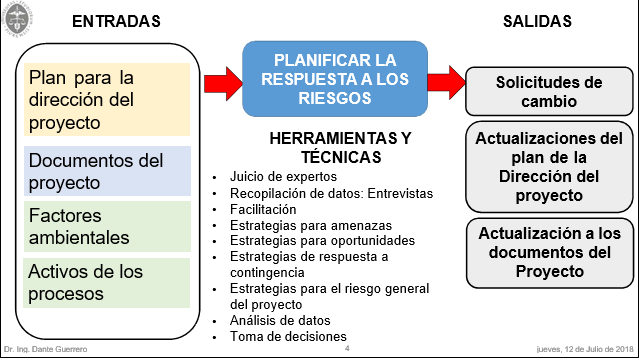 ENTRADAS
Plan para la
dirección del
proyecto
Documentos del
proyecto
Factores
ambientales
Activos de los
procesos
PLANIFICAR LA
RESPUESTA A LOS
RIESGOS
HERRAMIENTAS Y
TÉCNICAS
• Juicio de expertos
• Recopilación de datos: Entrevistas
• Facilitación
• Estrategias para amenazas
• Estrategias para oportunidades
• Estrategias de respuesta a
contingencia
• Estrategias para el riesgo general
del proyecto
• Análisis de datos
• Toma de decisiones
SALIDAS
Solicitudes de
cambio
Actualizaciones del
plan de la
Dirección del
proyecto
Actualización a los
documentos del
Proyecto
Dr. Ing. Dante Guerrero
4
jueves, 12 de Julio de 2018